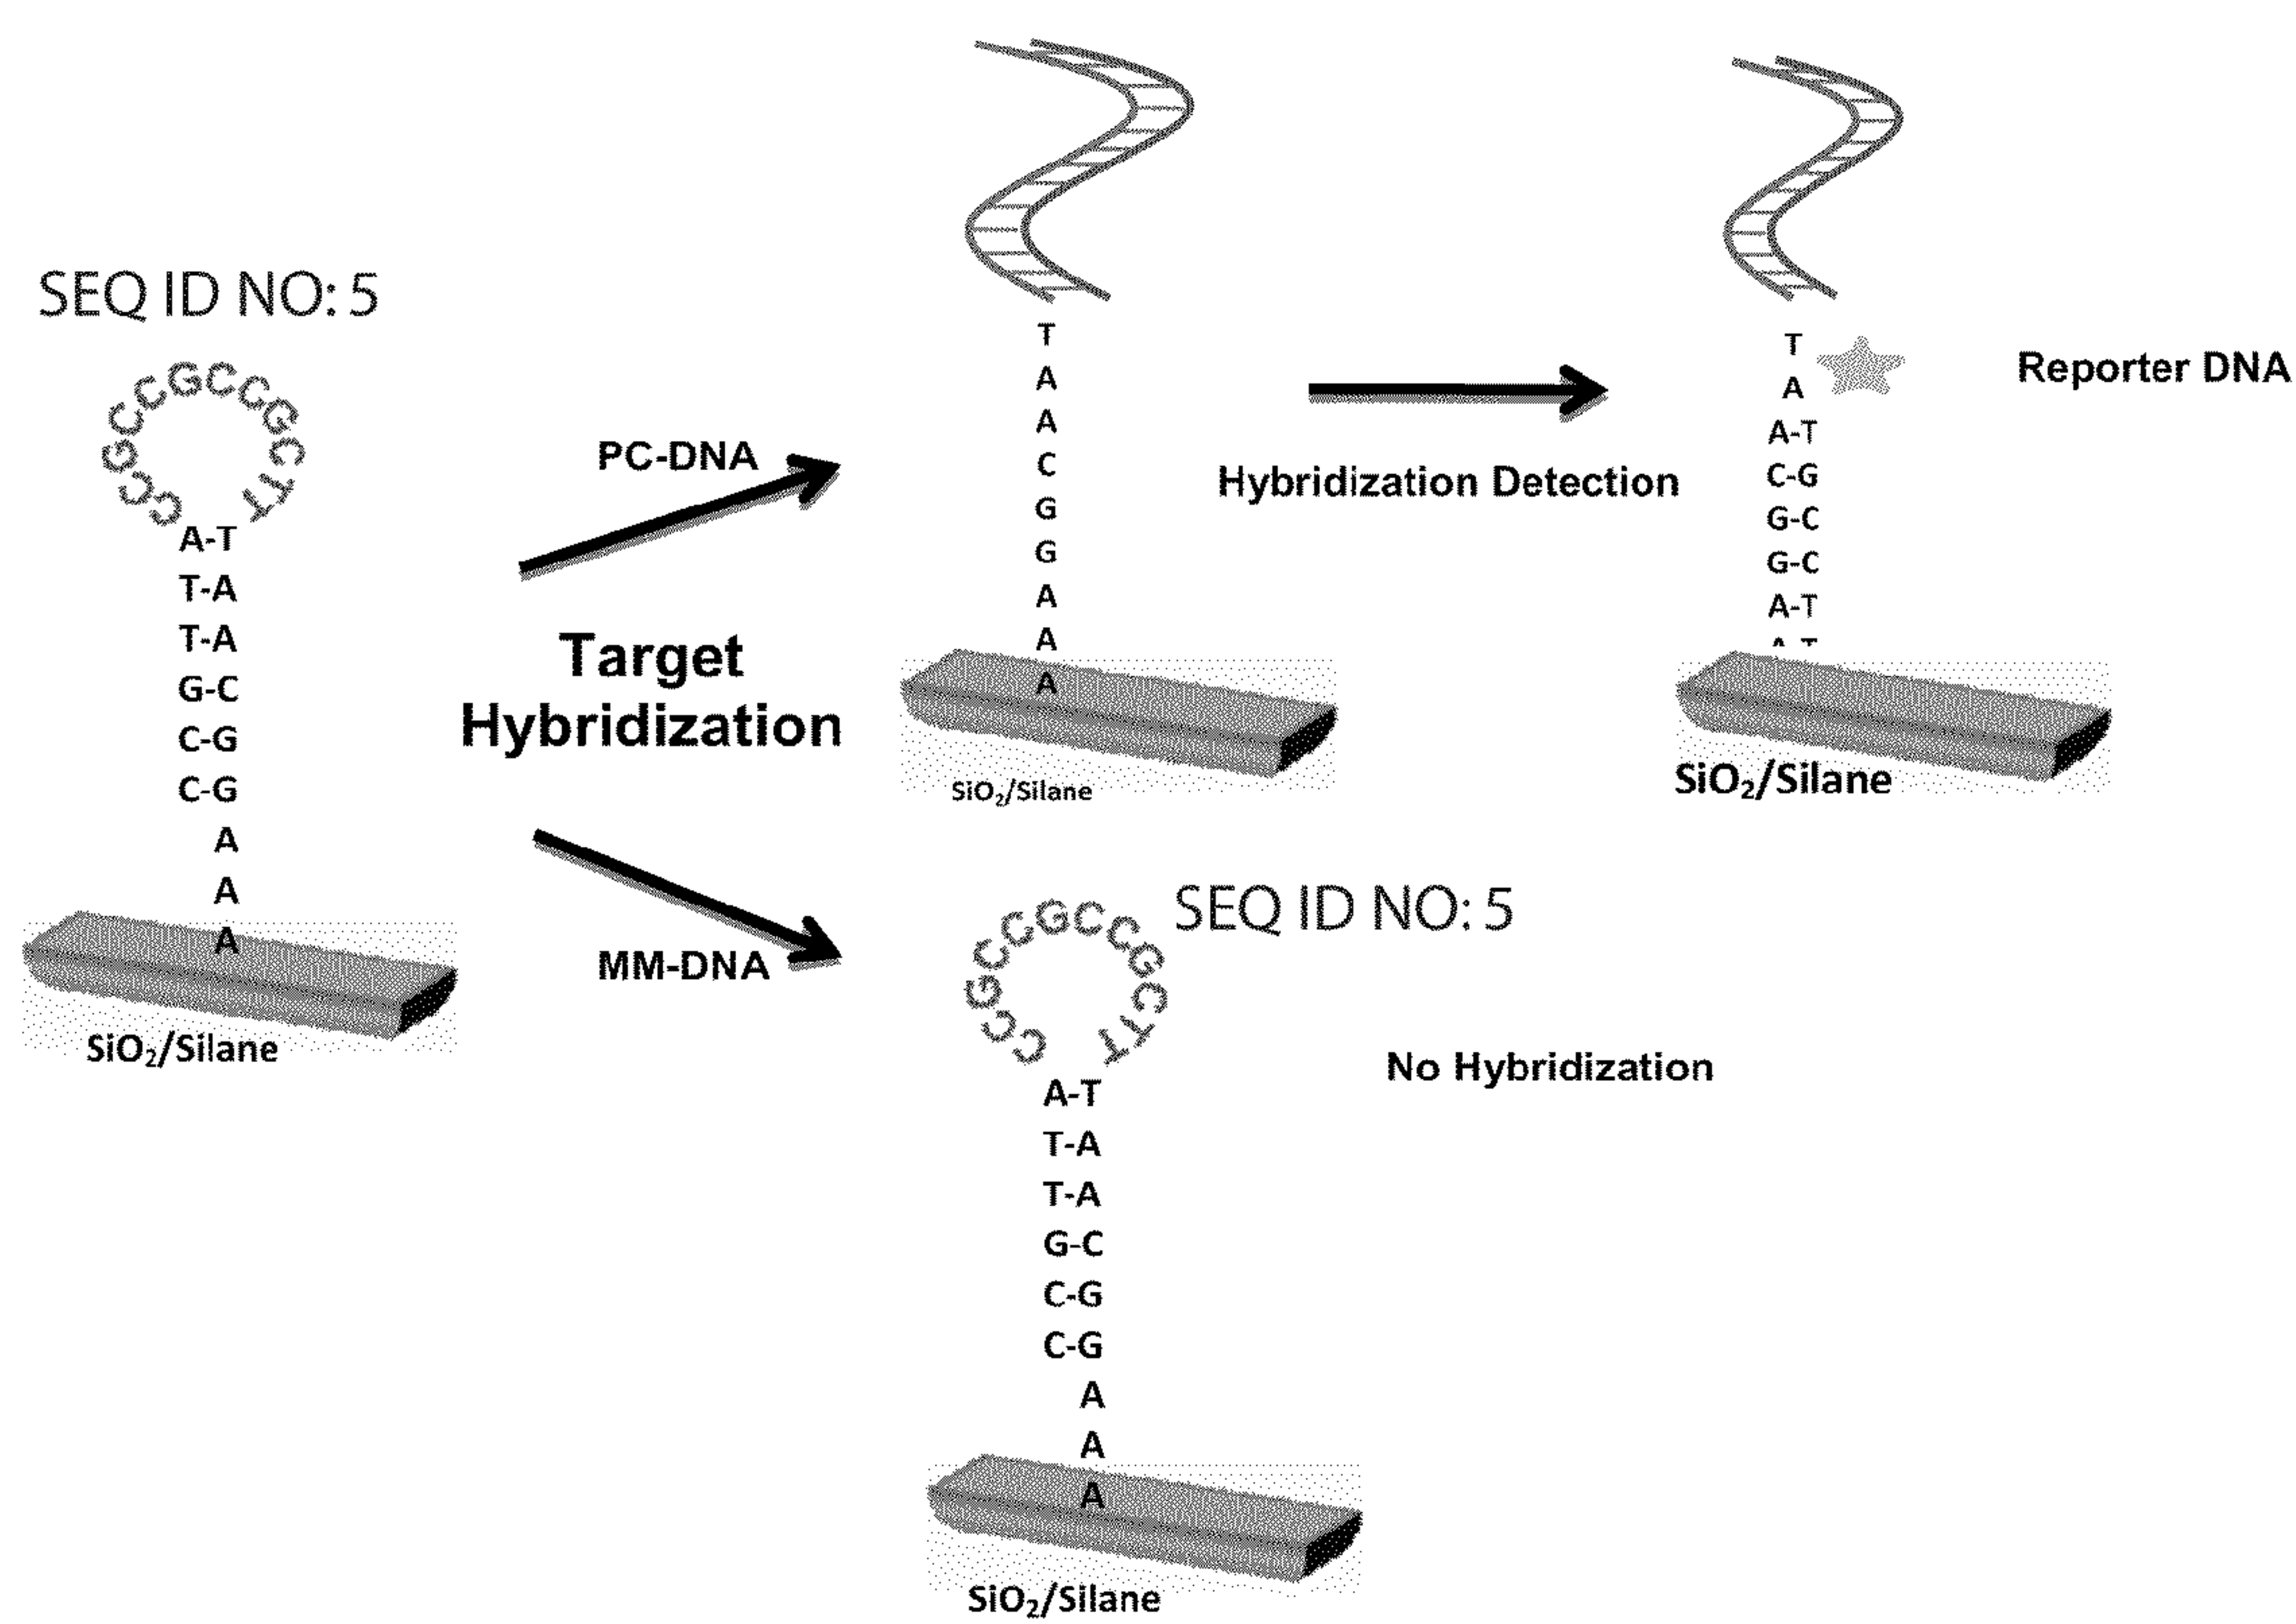 SEQ ID NO: 5
CCGCCGCCGCTT
A-T
T-A
T-A
G-C
C-G
C-G
A
A
A
SiO₂/Silane
PC-DNA
Target
Hybridization
MM-DNA
T
A
A
C
G
G
A
A
A
SiO₂/Silane
Hybridization Detection
T
A
A-T
C-G
G-C
G-C
A-T
A T
SiO₂/Silane
Reporter DNA
SEQ ID NO: 5
CCGCCGCCGCTT
A-T
T-A
T-A
G-C
C-G
C-G
A
A
A
SiO₂/Silane
No Hybridization